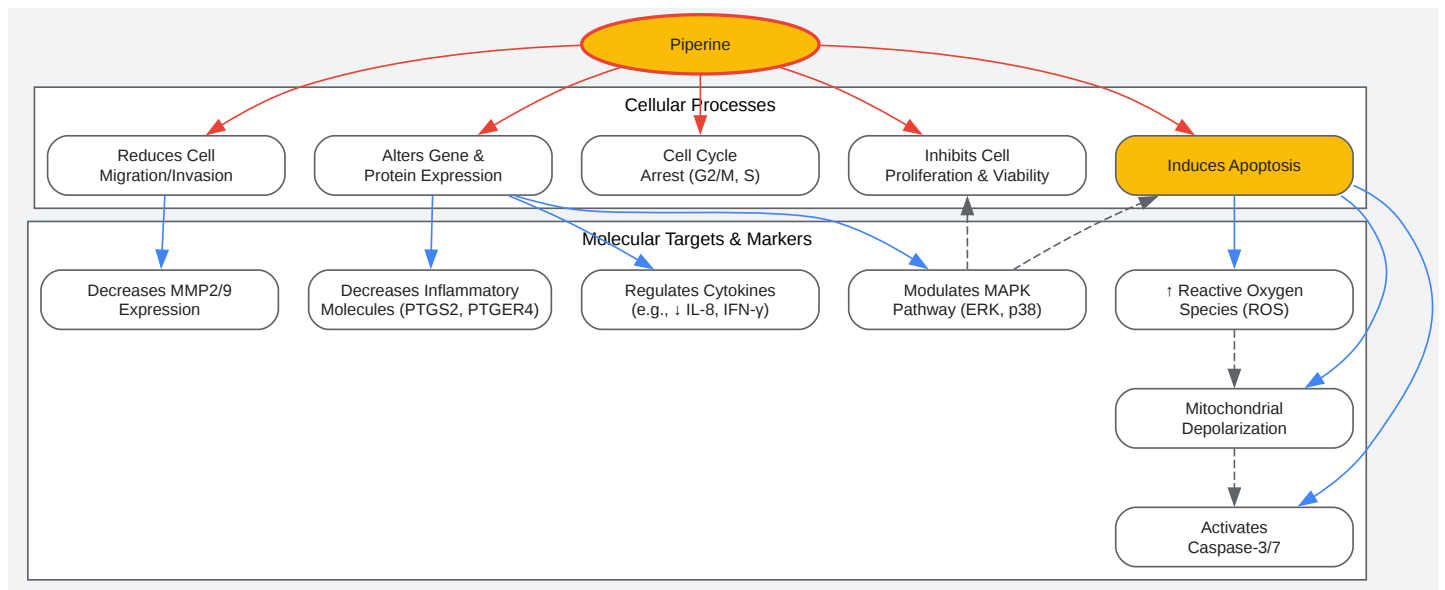 Piperine
Cellular Processes
Reduces Cell
Migration/Invasion
Alters Gene &
Protein Expression
Cell Cycle
Arrest (G2/M, S)
Inhibits Cell
Proliferation & Viability
Induces Apoptosis
Molecular Targets & Markers
Decreases MMP2/9
Expression
Decreases Inflammatory
Molecules (PTGS2, PTGER4)
Regulates Cytokines
(e.g., ↓ IL-8, IFN-γ)
Modulates MAPK
Pathway (ERK, p38)
↑ Reactive Oxygen
Species (ROS)
Mitochondrial
Depolarization
Activates
Caspase-3/7